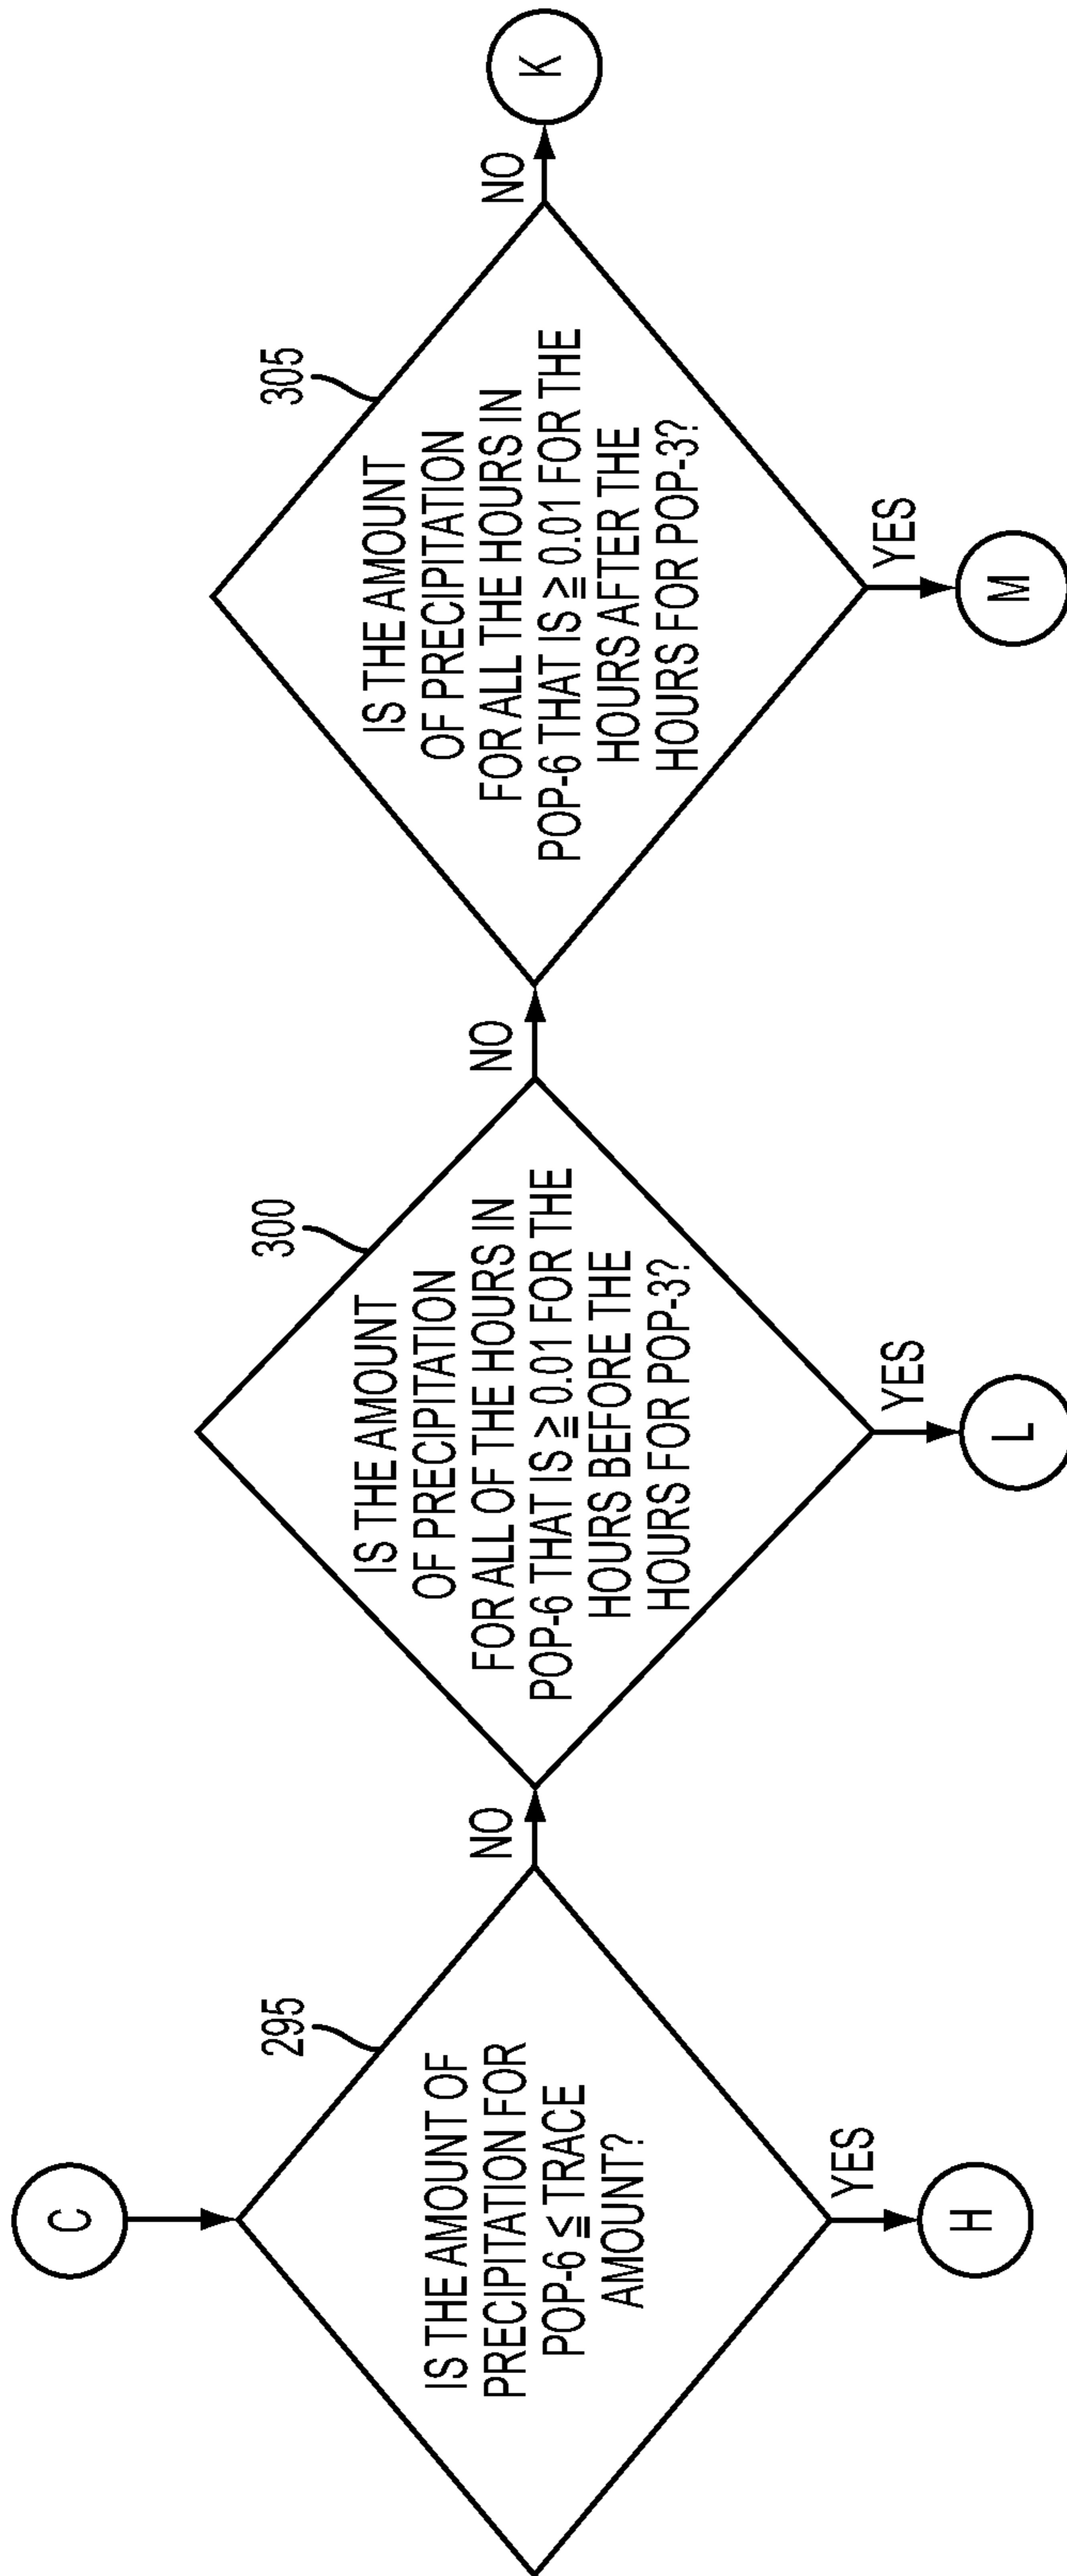 C
295
IS THE AMOUNT OF
PRECIPITATION FOR
POP-6 ≦ TRACE
AMOUNT?
YES
H
NO
300
IS THE AMOUNT
OF PRECIPITATION
FOR ALL OF THE HOURS IN
POP-6 THAT IS ≧ 0.01 FOR THE
HOURS BEFORE THE
HOURS FOR POP-3?
YES
L
NO
305
IS THE AMOUNT
OF PRECIPITATION
FOR ALL THE HOURS IN
POP-6 THAT IS ≧ 0.01 FOR THE
HOURS AFTER THE
HOURS FOR POP-3?
YES
M
NO
K